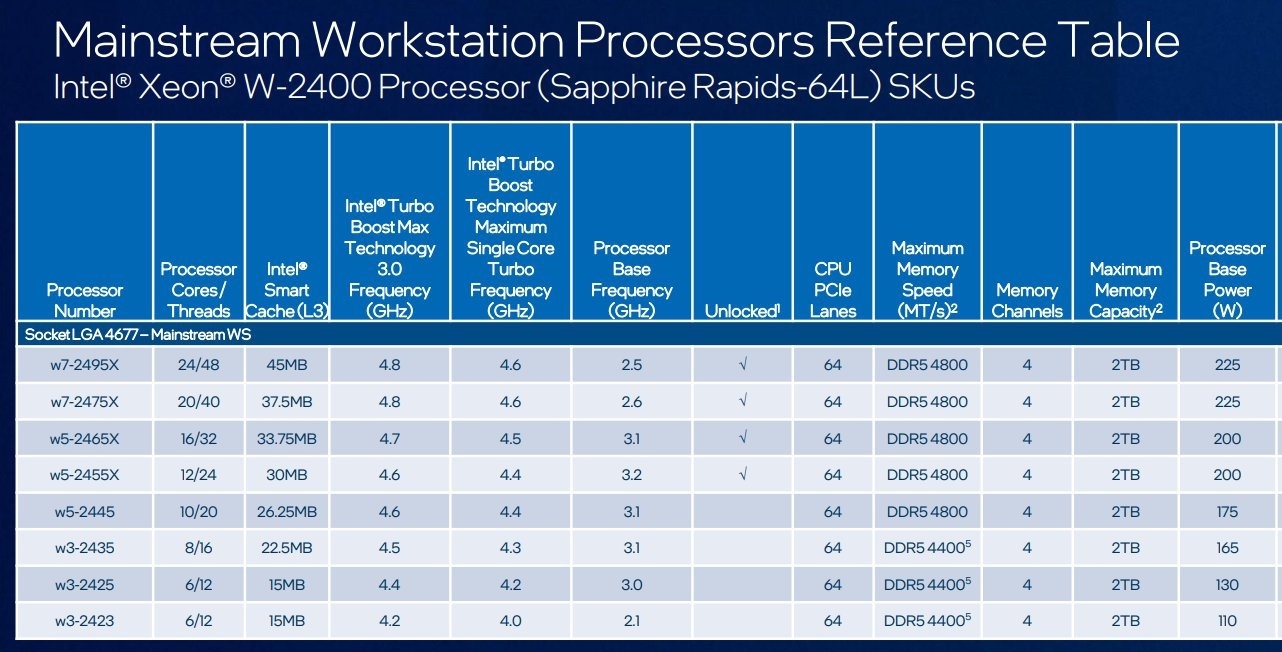 Mainstream Workstation Processors Reference Table
Intel® Xeon® W-2400 Processor (Sapphire Rapids-64L) SKUs
Processor Number | Processor Cores / Threads | Intel® Smart Cache (L3) | Intel® Turbo Boost Max Technology 3.0 Frequency (GHz) | Intel® Turbo Boost Technology Maximum Single Core Turbo Frequency (GHz) | Processor Base Frequency (GHz) | Unlocked¹ | CPU PCIe Lanes | Maximum Memory Speed (MT/s)² | Memory Channels | Maximum Memory Capacity² | Processor Base Power (W)
Socket LGA 4677 – Mainstream WS
w7-2495X 24/48 45MB 4.8 4.6 2.5 √ 64 DDR5 4800 4 2TB 225
w7-2475X 20/40 37.5MB 4.8 4.6 2.6 √ 64 DDR5 4800 4 2TB 225
w5-2465X 16/32 33.75MB 4.7 4.5 3.1 √ 64 DDR5 4800 4 2TB 200
w5-2455X 12/24 30MB 4.6 4.4 3.2 √ 64 DDR5 4800 4 2TB 200
w5-2445 10/20 26.25MB 4.6 4.4 3.1 64 DDR5 4800 4 2TB 175
w3-2435 8/16 22.5MB 4.5 4.3 3.1 64 DDR5 4400⁵ 4 2TB 165
w3-2425 6/12 15MB 4.4 4.2 3.0 64 DDR5 4400⁵ 4 2TB 130
w3-2423 6/12 15MB 4.2 4.0 2.1 64 DDR5 4400⁵ 4 2TB 110